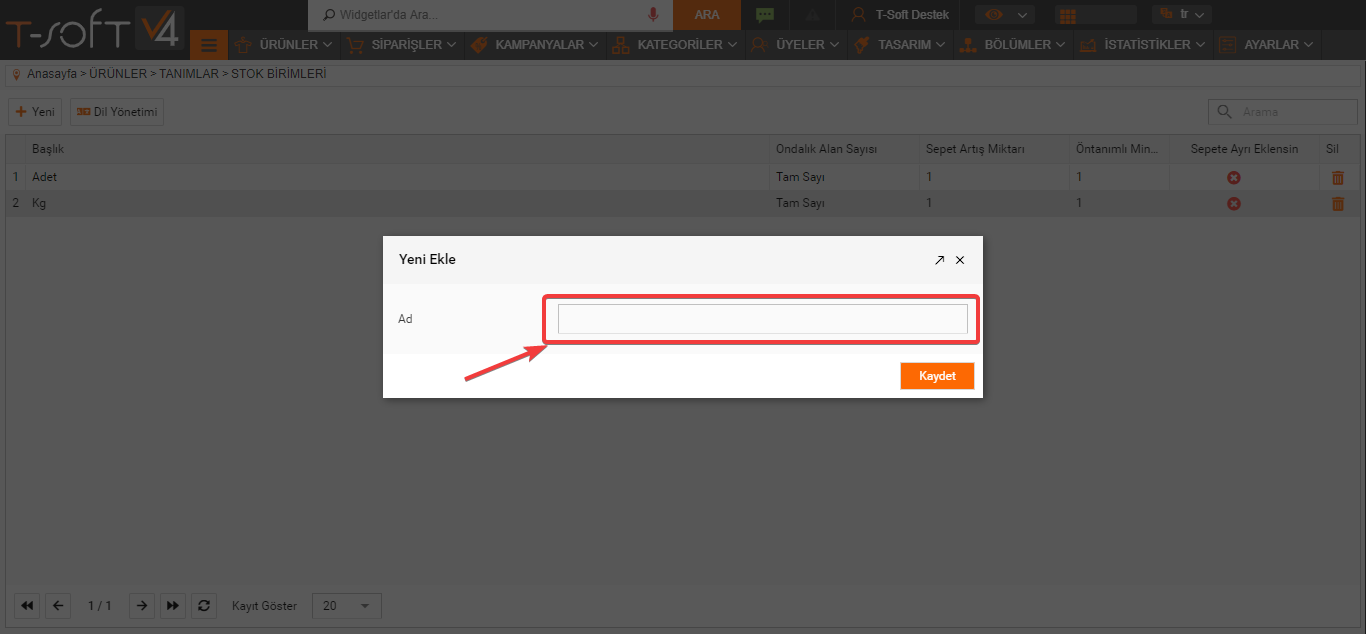 T-SOFT V4
Widgetlar'da Ara...
ARA
T-Soft Destek
tr
ÜRÜNLER
SİPARİŞLER
KAMPANYALAR
KATEGORİLER
ÜYELER
TASARIM
BÖLÜMLER
İSTATİSTİKLER
AYARLAR
Anasayfa > ÜRÜNLER > TANIMLAR > STOK BİRİMLERİ
Yeni
Dil Yönetimi
Arama
Başlık Ondalık Alan Sayısı Sepet Artış Miktarı Öntanımlı Min... Sepete Ayrı Eklensin Sil
1 Adet Tam Sayı 1 1
2 Kg Tam Sayı 1 1
Yeni Ekle
Ad
Kaydet
1 / 1
Kayıt Göster
20